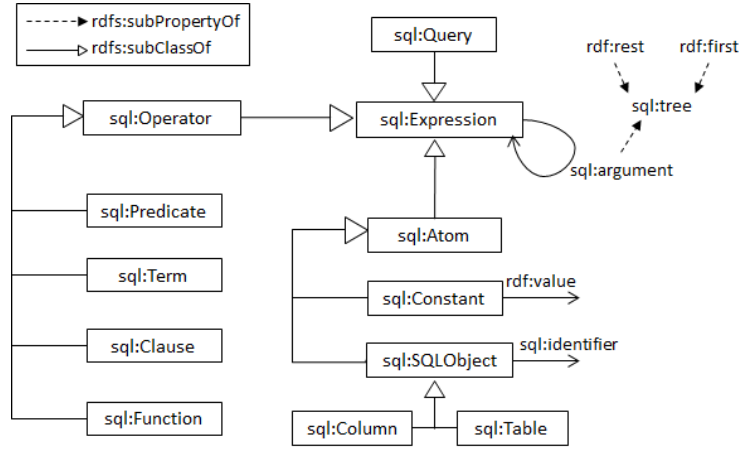 rdfs:subPropertyOf
rdfs:subClassOf
sql:Query
rdf:rest
rdf:first
sql:tree
sql:Operator
sql:Expression
sql:argument
sql:Predicate
sql:Atom
sql:Term
sql:Constant
rdf:value
sql:Clause
sql:SQLObject
sql:identifier
sql:Function
sql:Column
sql:Table